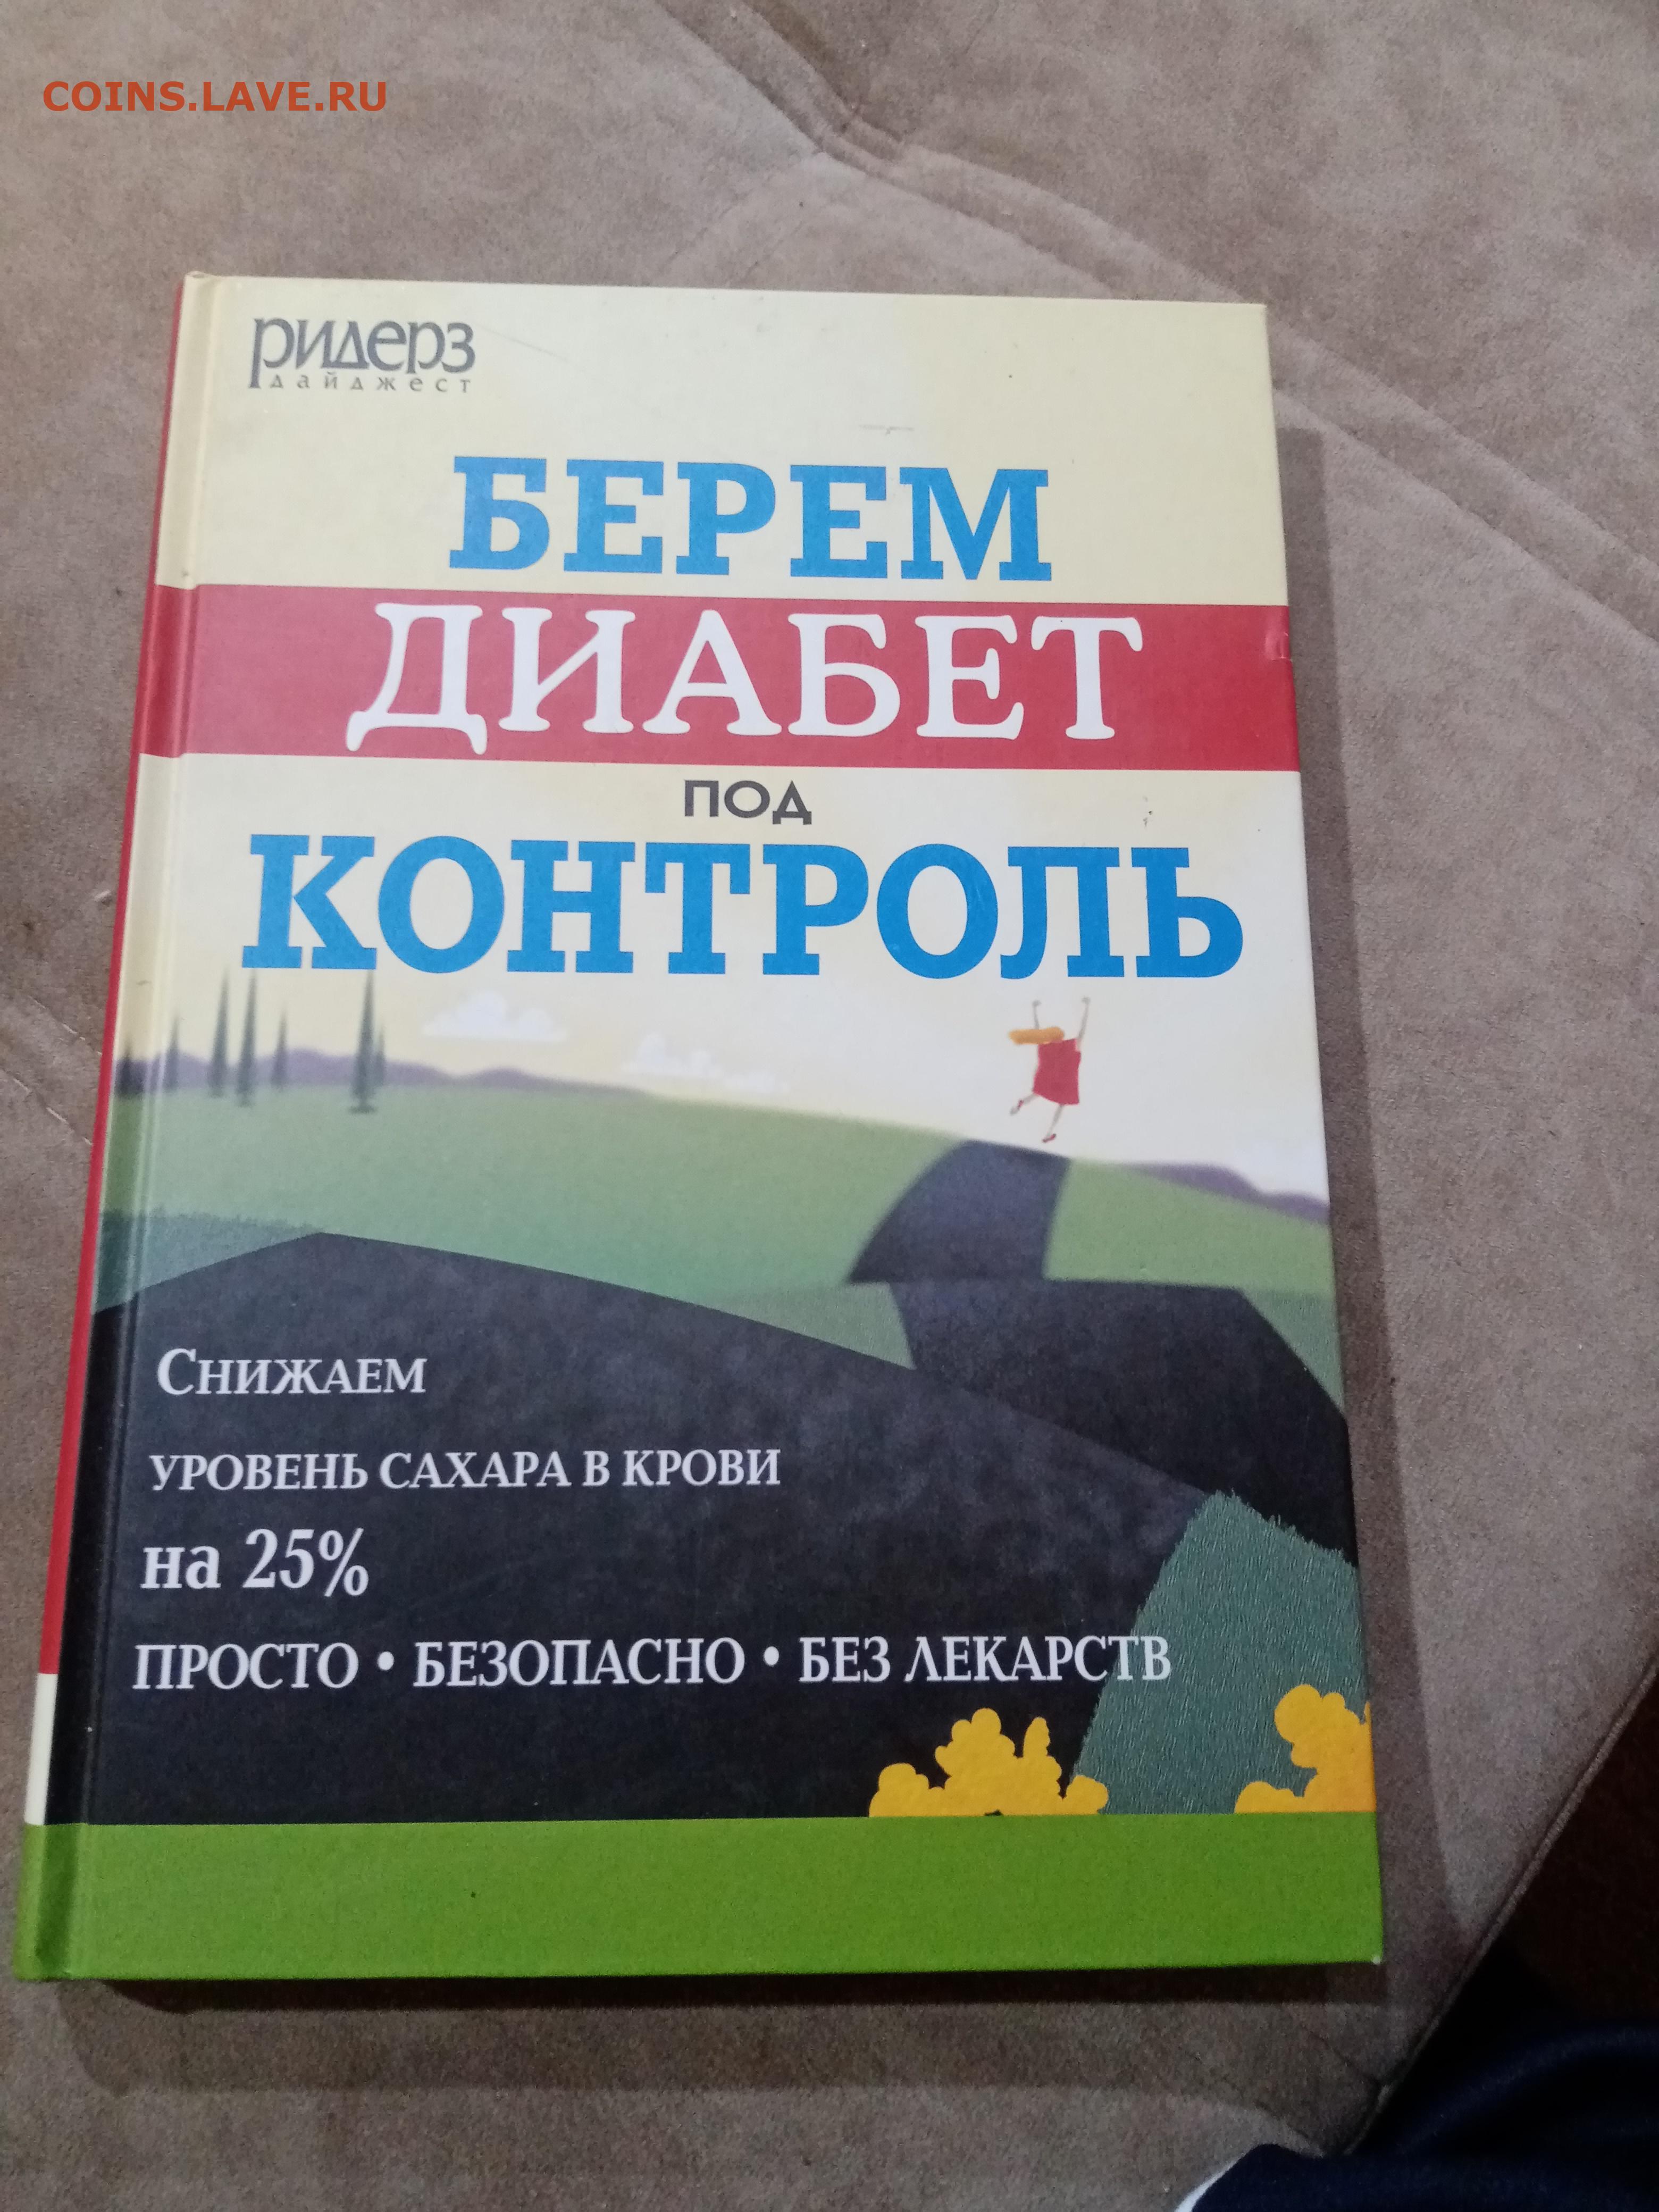 COINS.LAVE.RU
ридерз
дайджест
БЕРЕМ
ДИАБЕТ
ПОД
КОНТРОЛЬ
Снижаем
УРОВЕНЬ САХАРА В КРОВИ
на 25%
ПРОСТО • БЕЗОПАСНО • БЕЗ ЛЕКАРСТВ